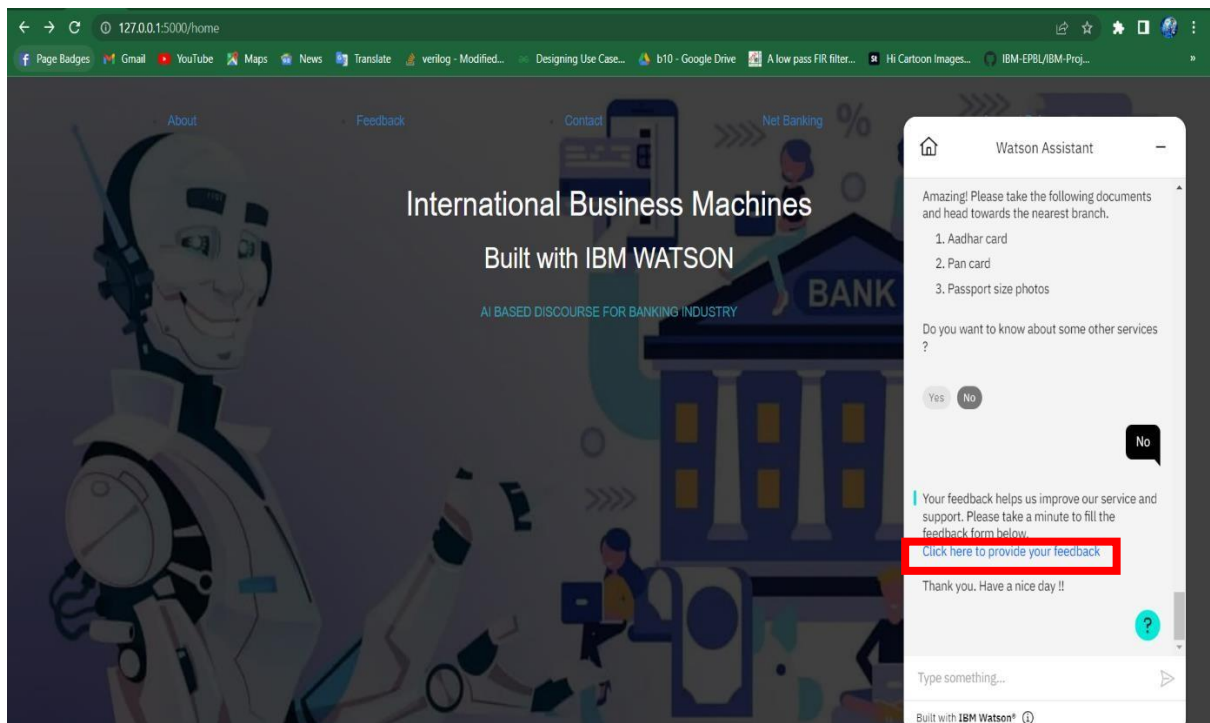 127.0.0.1:5000/home
Page Badges Gmail YouTube Maps News Translate verilog - Modified... Designing Use Case... b10 - Google Drive A low pass FIR filter... Hi Cartoon Images... IBM-EPBL/IBM-Proj... »
About Feedback Contact Net Banking
%
International Business Machines
Built with IBM WATSON
AI BASED DISCOURSE FOR BANKING INDUSTRY
BANK
Watson Assistant
Amazing! Please take the following documents
and head towards the nearest branch.
1. Aadhar card
2. Pan card
3. Passport size photos
Do you want to know about some other services
?
Yes No
No
Your feedback helps us improve our service and
support. Please take a minute to fill the
feedback form below.
Click here to provide your feedback
Thank you. Have a nice day !!
?
Type something...
Built with IBM Watson®